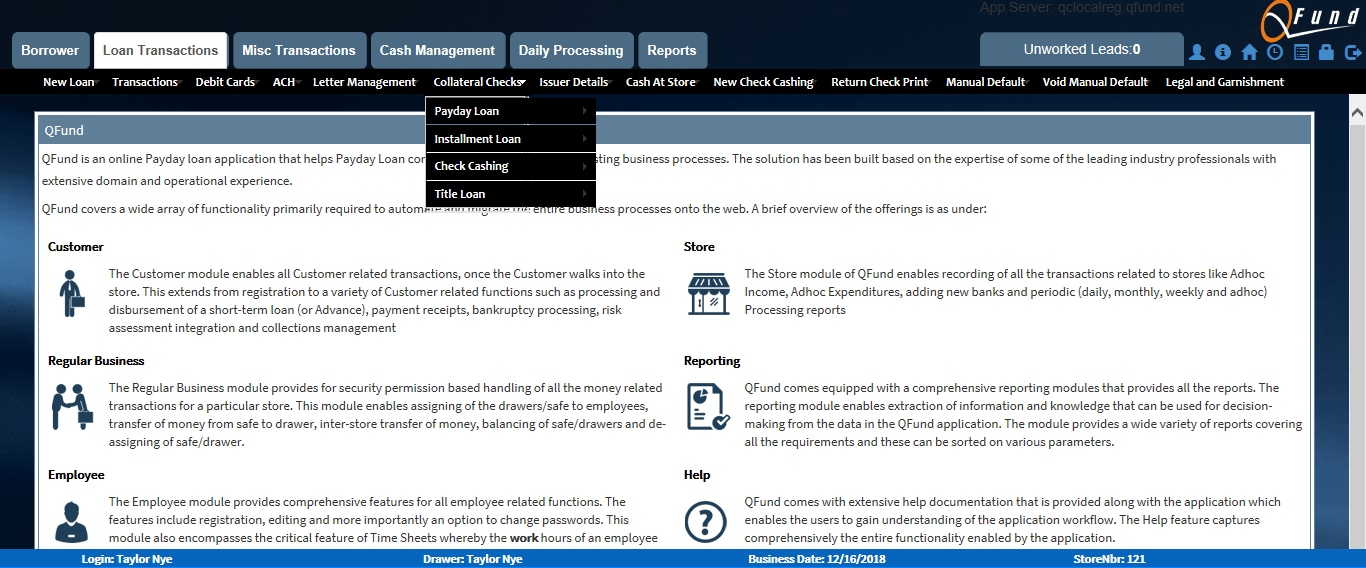 App Server: qclocalreg.qfund.net
QFund
Borrower Loan Transactions Misc Transactions Cash Management Daily Processing Reports Unworked Leads:0
New Loan Transactions Debit Cards ACH Letter Management Collateral Checks Issuer Details Cash At Store New Check Cashing Return Check Print Manual Default Void Manual Default Legal and Garnishment
Payday Loan
Installment Loan
Check Cashing
Title Loan
QFund
QFund is an online Payday loan application that helps Payday Loan business processes. The solution has been built based on the expertise of some of the leading industry professionals with
extensive domain and operational experience.
QFund covers a wide array of functionality primarily required to automate and migrate the entire business processes onto the web. A brief overview of the offerings is as under:
Customer
The Customer module enables all Customer related transactions, once the Customer walks into the
store. This extends from registration to a variety of Customer related functions such as processing and
disbursement of a short-term loan (or Advance), payment receipts, bankruptcy processing, risk
assessment integration and collections management
Store
The Store module of QFund enables recording of all the transactions related to stores like Adhoc
Income, Adhoc Expenditures, adding new banks and periodic (daily, monthly, weekly and adhoc)
Processing reports
Regular Business
The Regular Business module provides for security permission based handling of all the money related
transactions for a particular store. This module enables assigning of the drawers/safe to employees,
transfer of money from safe to drawer, inter-store transfer of money, balancing of safe/drawers and de-
assigning of safe/drawer.
Reporting
QFund comes equipped with a comprehensive reporting modules that provides all the reports. The
reporting module enables extraction of information and knowledge that can be used for decision-
making from the data in the QFund application. The module provides a wide variety of reports covering
all the requirements and these can be sorted on various parameters.
Employee
The Employee module provides comprehensive features for all employee related functions. The
features include registration, editing and more importantly an option to change passwords. This
module also encompasses the critical feature of Time Sheets whereby the work hours of an employee
Help
QFund comes with extensive help documentation that is provided along with the application which
enables the users to gain understanding of the application workflow. The Help feature captures
comprehensively the entire functionality enabled by the application.
Login: Taylor Nye Drawer: Taylor Nye Business Date: 12/16/2018 StoreNbr: 121